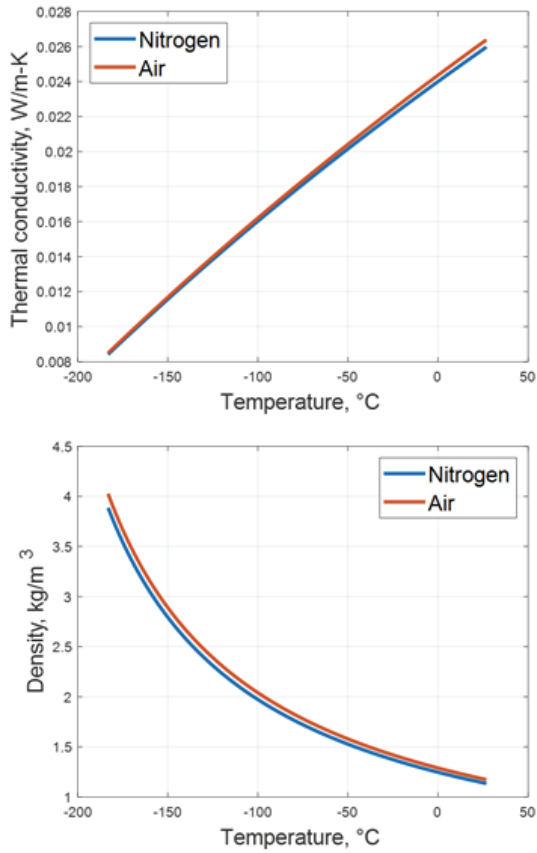 0.028
0.026
0.024
0.022
0.02
0.018
0.016
0.014
0.012
0.01
0.008
Thermal conductivity, W/m-K
Nitrogen
Air
-200 -150 -100 -50 0 50
Temperature, °C
4.5
4
3.5
3
2.5
2
1.5
1
Density, kg/m 3
Nitrogen
Air
-200 -150 -100 -50 0 50
Temperature, °C